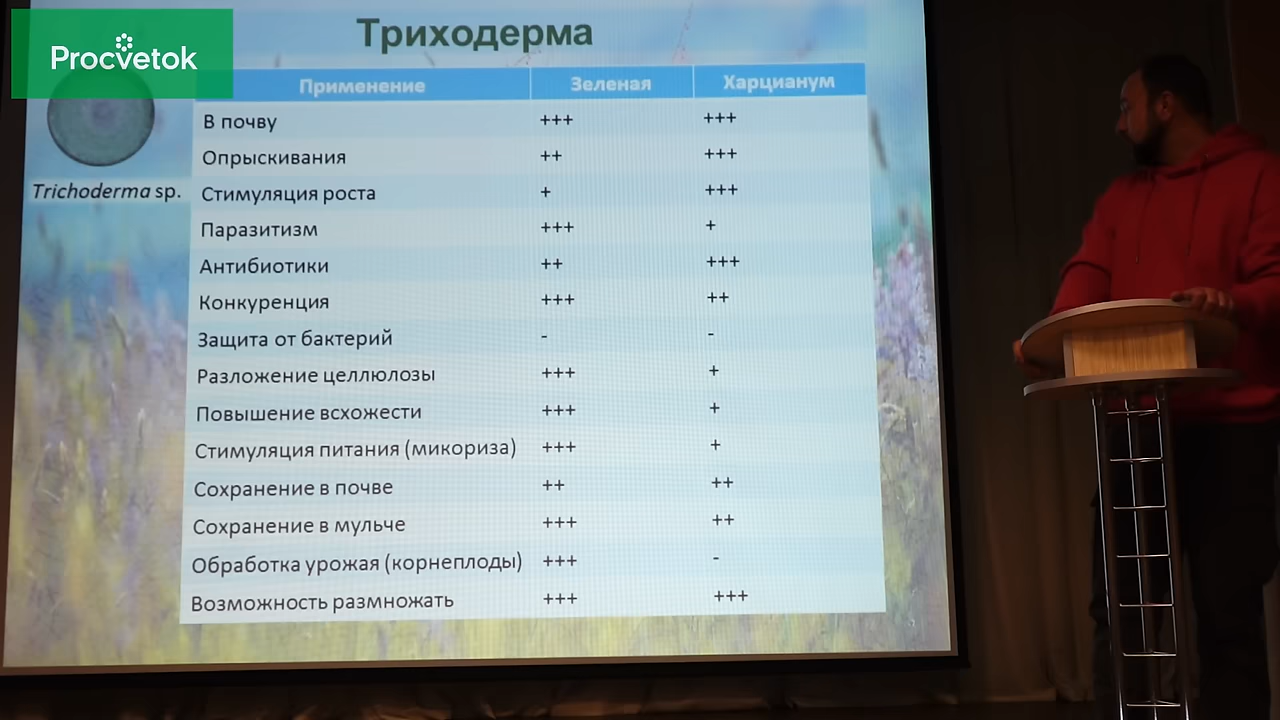 Procvetok
Триходерма
Применение Зеленая Харцианум
В почву +++ +++
Опрыскивания ++ +++
Стимуляция роста + +++
Trichoderma sp.
Паразитизм +++ +
Антибиотики ++ +++
Конкуренция +++ ++
Защита от бактерий - -
Разложение целлюлозы +++ +
Повышение всхожести +++ +
Стимуляция питания (микориза) +++ +
Сохранение в почве ++ ++
Сохранение в мульче +++ ++
Обработка урожая (корнеплоды) +++ -
Возможность размножать +++ +++